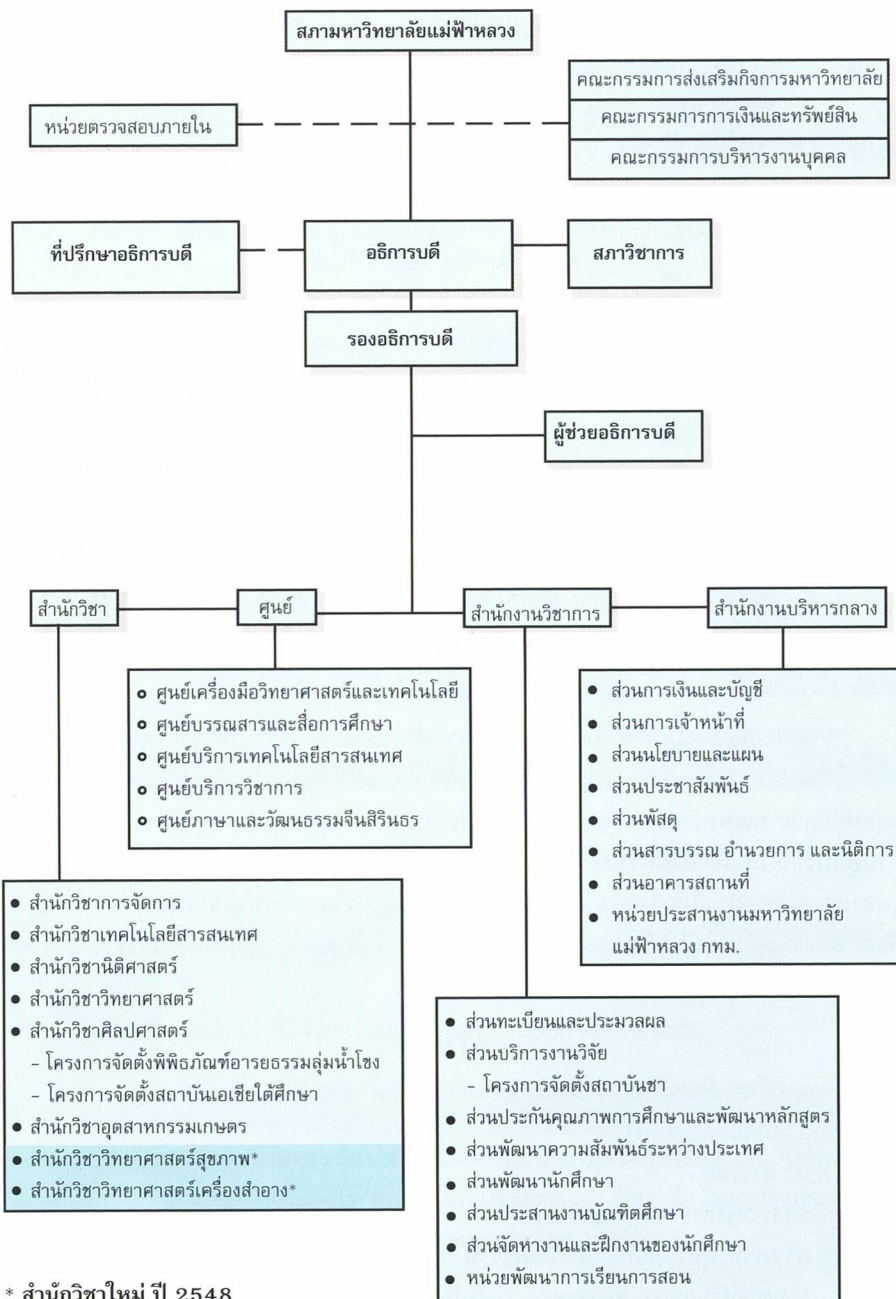 สภามหาวิทยาลัยแม่ฟ้าหลวง
คณะกรรมการส่งเสริมกิจการมหาวิทยาลัย
หน่วยตรวจสอบภายใน
คณะกรรมการการเงินและทรัพย์สิน
คณะกรรมการบริหารงานบุคคล
ที่ปรึกษาอธิการบดี
อธิการบดี
สภาวิชาการ
รองอธิการบดี
ผู้ช่วยอธิการบดี
สำนักวิชา
ศูนย์
สำนักงานวิชาการ
สำนักงานบริหารกลาง
ศูนย์เครื่องมือวิทยาศาสตร์และเทคโนโลยี
ศูนย์บรรณสารและสื่อการศึกษา
ศูนย์บริการเทคโนโลยีสารสนเทศ
ศูนย์บริการวิชาการ
ศูนย์ภาษาและวัฒนธรรมจีนสิรินธร
● ส่วนการเงินและบัญชี
● ส่วนการเจ้าหน้าที่
● ส่วนนโยบายและแผน
● ส่วนประชาสัมพันธ์
● ส่วนพัสดุ
● ส่วนสารบรรณ อำนวยการ และนิติการ
● ส่วนอาคารสถานที่
● หน่วยประสานงานมหาวิทยาลัย
แม่ฟ้าหลวง กทม.
● สำนักวิชาการจัดการ
● สำนักวิชาเทคโนโลยีสารสนเทศ
● สำนักวิชานิติศาสตร์
● สำนักวิชาวิทยาศาสตร์
● สำนักวิชาศิลปศาสตร์
- โครงการจัดตั้งพิพิธภัณฑ์อารยธรรมลุ่มน้ำโขง
- โครงการจัดตั้งสถาบันเอเชียใต้ศึกษา
● สำนักวิชาอุตสาหกรรมเกษตร
● สำนักวิชาวิทยาศาสตร์สุขภาพ*
● สำนักวิชาวิทยาศาสตร์เครื่องสำอาง*
● ส่วนทะเบียนและประมวลผล
● ส่วนบริการงานวิจัย
- โครงการจัดตั้งสถาบันชา
● ส่วนประกันคุณภาพการศึกษาและพัฒนาหลักสูตร
● ส่วนพัฒนาความสัมพันธ์ระหว่างประเทศ
● ส่วนพัฒนานักศึกษา
● ส่วนประสานงานบัณฑิตศึกษา
● ส่วนจัดหางานและฝึกงานของนักศึกษา
● หน่วยพัฒนาการเรียนการสอน
* สำนักวิชาใหม่ ปี 2548